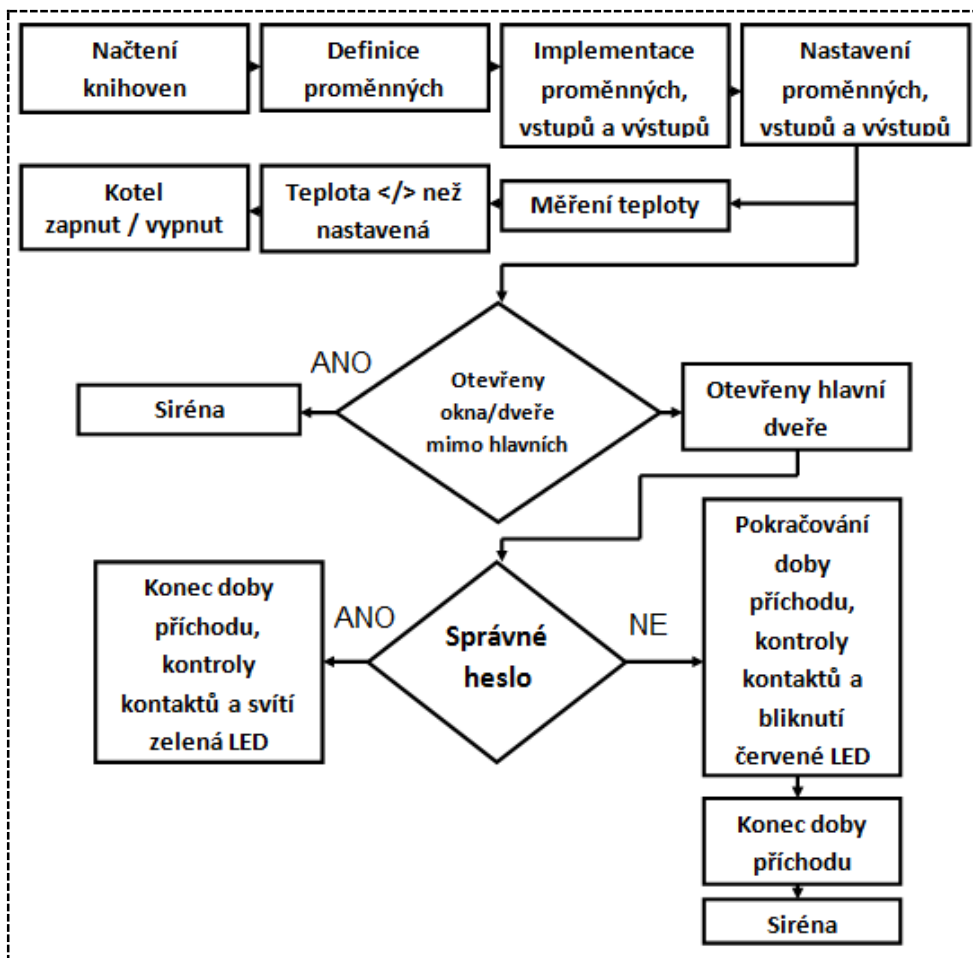 Načtení
knihoven
Definice
proměnných
Implementace
proměnných,
vstupů a výstupů
Nastavení
proměnných,
vstupů a výstupů
Kotel
zapnut / vypnut
Teplota </> než
nastavená
Měření teploty
ANO
Otevřeny
okna/dveře
mimo hlavních
Siréna
Otevřeny hlavní
dveře
Konec doby
příchodu,
kontroly
kontaktů a svítí
zelená LED
ANO
Správné
heslo
NE
Pokračování
doby
příchodu,
kontroly
kontaktů a
bliknutí
červené LED
Konec doby
příchodu
Siréna